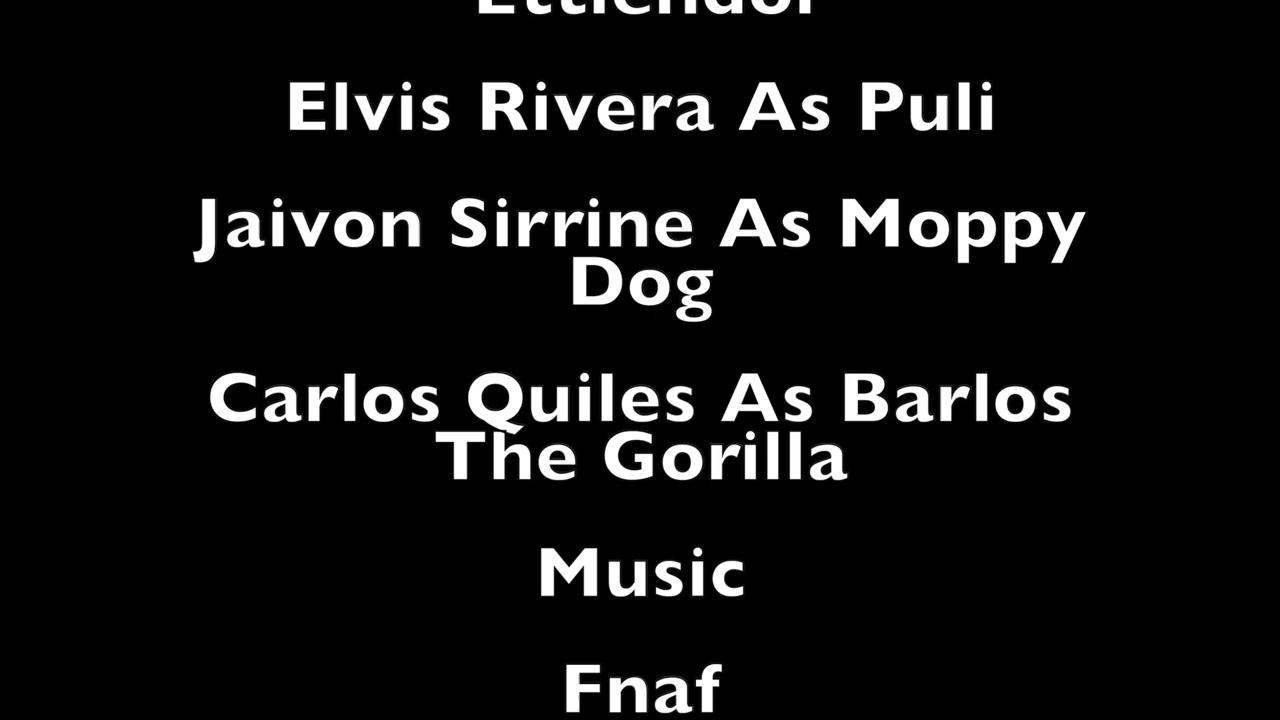 Elvis Rivera As Puli
Jaivon Sirrine As Moppy
Dog
Carlos Quiles As Barlos
The Gorilla
Music
Fnaf